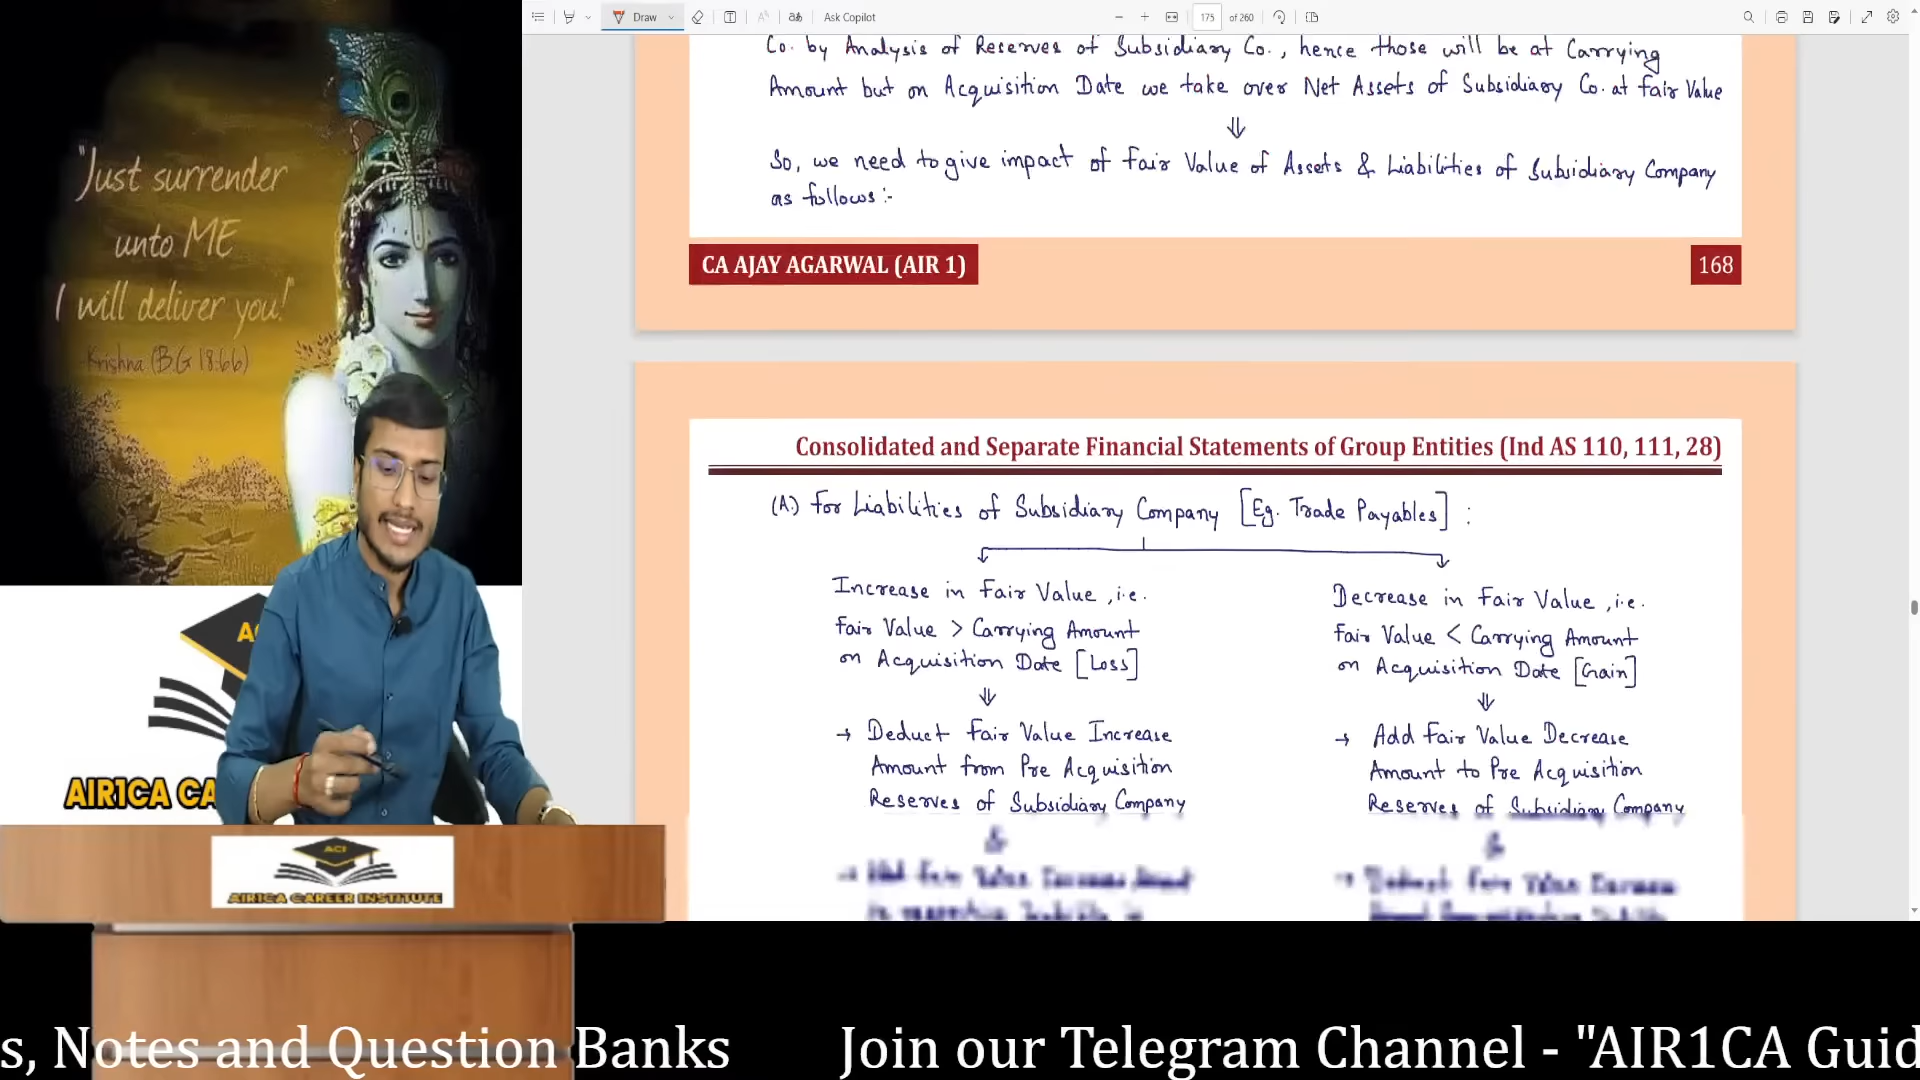 Draw
Ask Copilot
175 of 260
Co. by Analysis of Reserves of Subsidiary Co., hence those will be at Carrying
Amount but on Acquisition Date we take over Net Assets of Subsidiary Co. at fair Value
So, we need to give impact of Fair Value of Assets & Liabilities of Subsidiary Company
as follows :-
CA AJAY AGARWAL (AIR 1)
168
Consolidated and Separate Financial Statements of Group Entities (Ind AS 110, 111, 28)
(A.) For Liabilities of Subsidiary Company [Eg. Trade Payables] :
Increase in Fair Value, i.e.
Fair Value > Carrying Amount
on Acquisition Date [Loss]
→ Deduct Fair Value Increase
Amount from Pre Acquisition
Reserves of Subsidiary Company
&
Decrease in Fair Value, i.e.
Fair Value < Carrying Amount
on Acquisition Date [Gain]
→ Add Fair Value Decrease
Amount to Pre Acquisition
Reserves of Subsidiary Company
&
"Just surrender
unto ME
I will deliver you!"
-Krishna (B.G 18:66)
AIR1CA CA
ACI
AIR1CA CAREER INSTITUTE
s, Notes and Question Banks
Join our Telegram Channel - "AIR1CA Guid